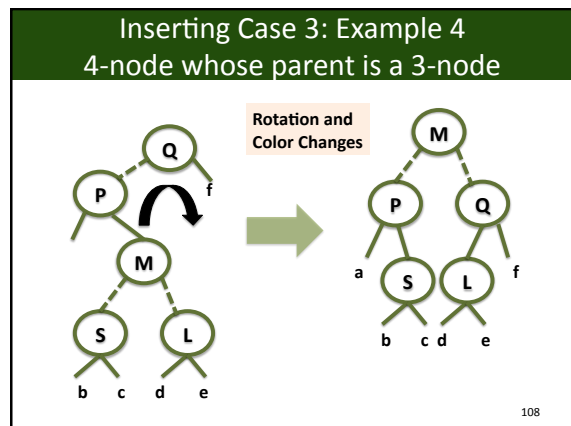 Inserting Case 3: Example 4
4-node whose parent is a 3-node
Rotation and
Color Changes
Q
P
f
M
S
L
b c d e
M
P Q
a
S L
f
b c d e
108